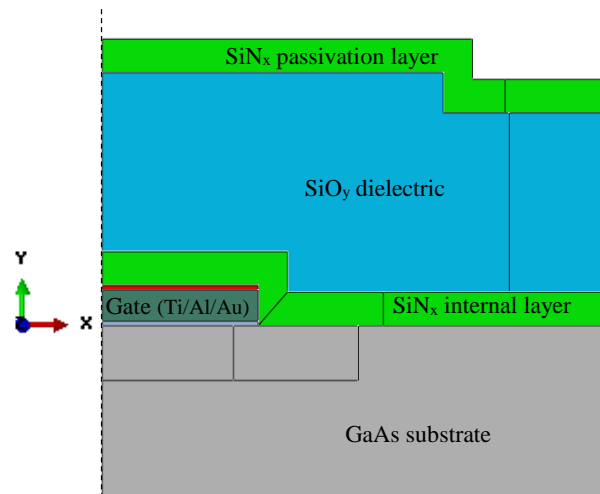 SiNx passivation layer
SiOy dielectric
Y
X
Gate (Ti/Al/Au)
SiNx internal layer
GaAs substrate